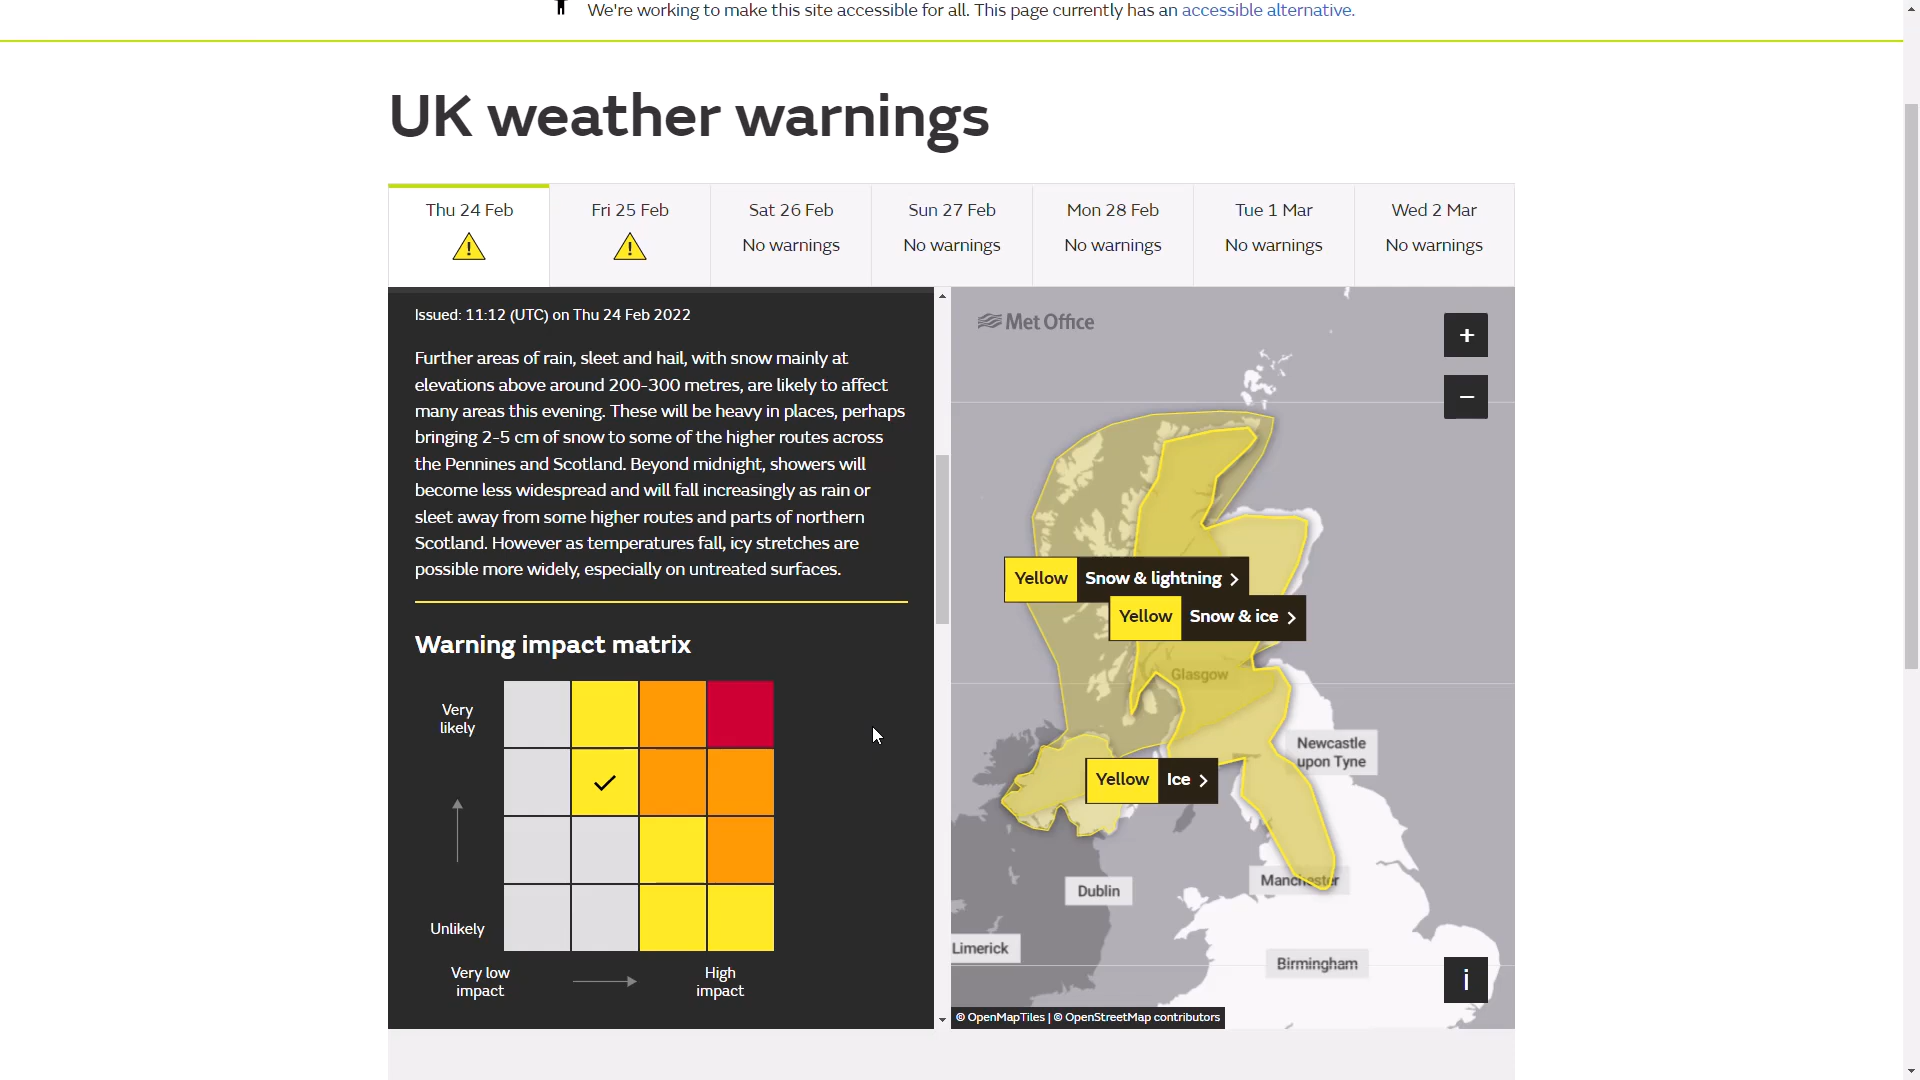 We're working to make this site accessible for all. This page currently has an accessible alternative.
UK weather warnings
Thu 24 Feb
Fri 25 Feb
Sat 26 Feb
No warnings
Sun 27 Feb
No warnings
Mon 28 Feb
No warnings
Tue 1 Mar
No warnings
Wed 2 Mar
No warnings
Issued: 11:12 (UTC) on Thu 24 Feb 2022
Further areas of rain, sleet and hail, with snow mainly at
elevations above around 200-300 metres, are likely to affect
many areas this evening. These will be heavy in places, perhaps
bringing 2-5 cm of snow to some of the higher routes across
the Pennines and Scotland. Beyond midnight, showers will
become less widespread and will fall increasingly as rain or
sleet away from some higher routes and parts of northern
Scotland. However as temperatures fall, icy stretches are
possible more widely, especially on untreated surfaces.
Warning impact matrix
Very
likely
Unlikely
Very low
impact
High
impact
Met Office
+
−
Yellow Snow & lightning >
Yellow Snow & ice >
Glasgow
Newcastle
upon Tyne
Yellow Ice >
Manchester
Dublin
Limerick
Birmingham
i
© OpenMapTiles | © OpenStreetMap contributors